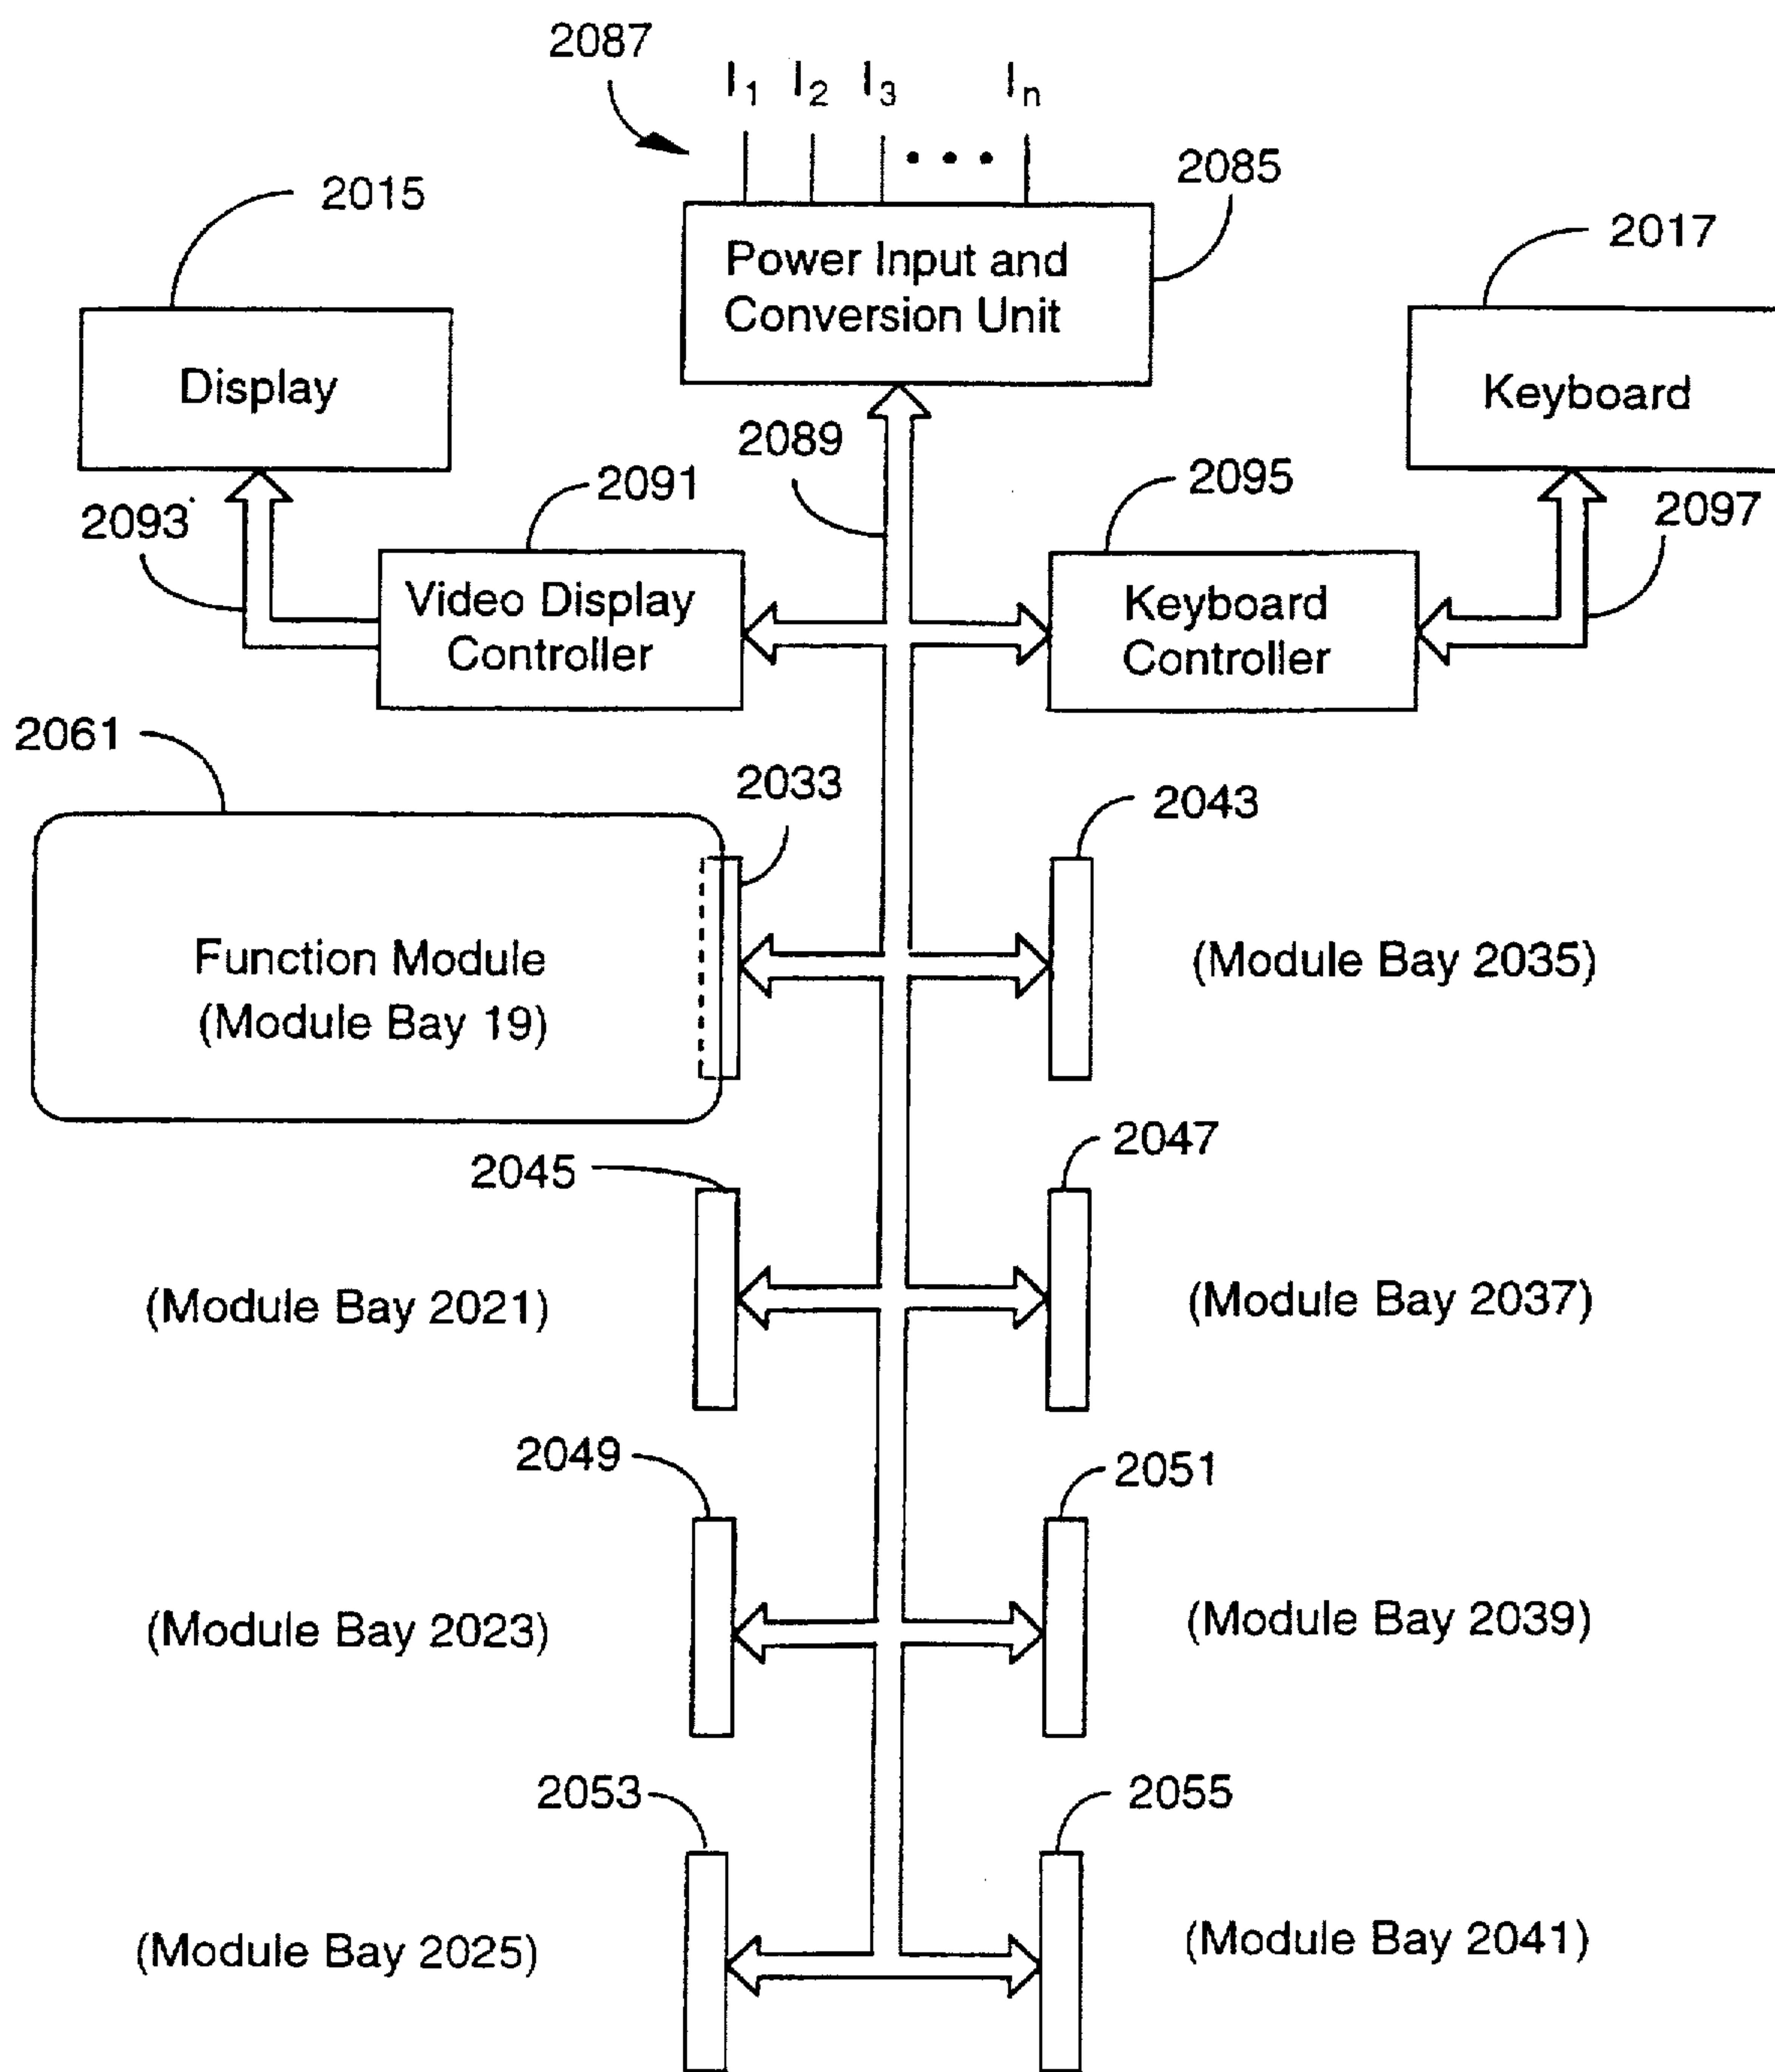 2087
I1 I2 I3 • • • In
2015
2085
2017
Power Input and
Conversion Unit
Display
Keyboard
2089
2091
2095
2093
2097
Video Display
Controller
Keyboard
Controller
2061
2033
2043
Function Module
(Module Bay 19)
(Module Bay 2035)
2045
2047
(Module Bay 2021)
(Module Bay 2037)
2049
2051
(Module Bay 2023)
(Module Bay 2039)
2053
2055
(Module Bay 2025)
(Module Bay 2041)